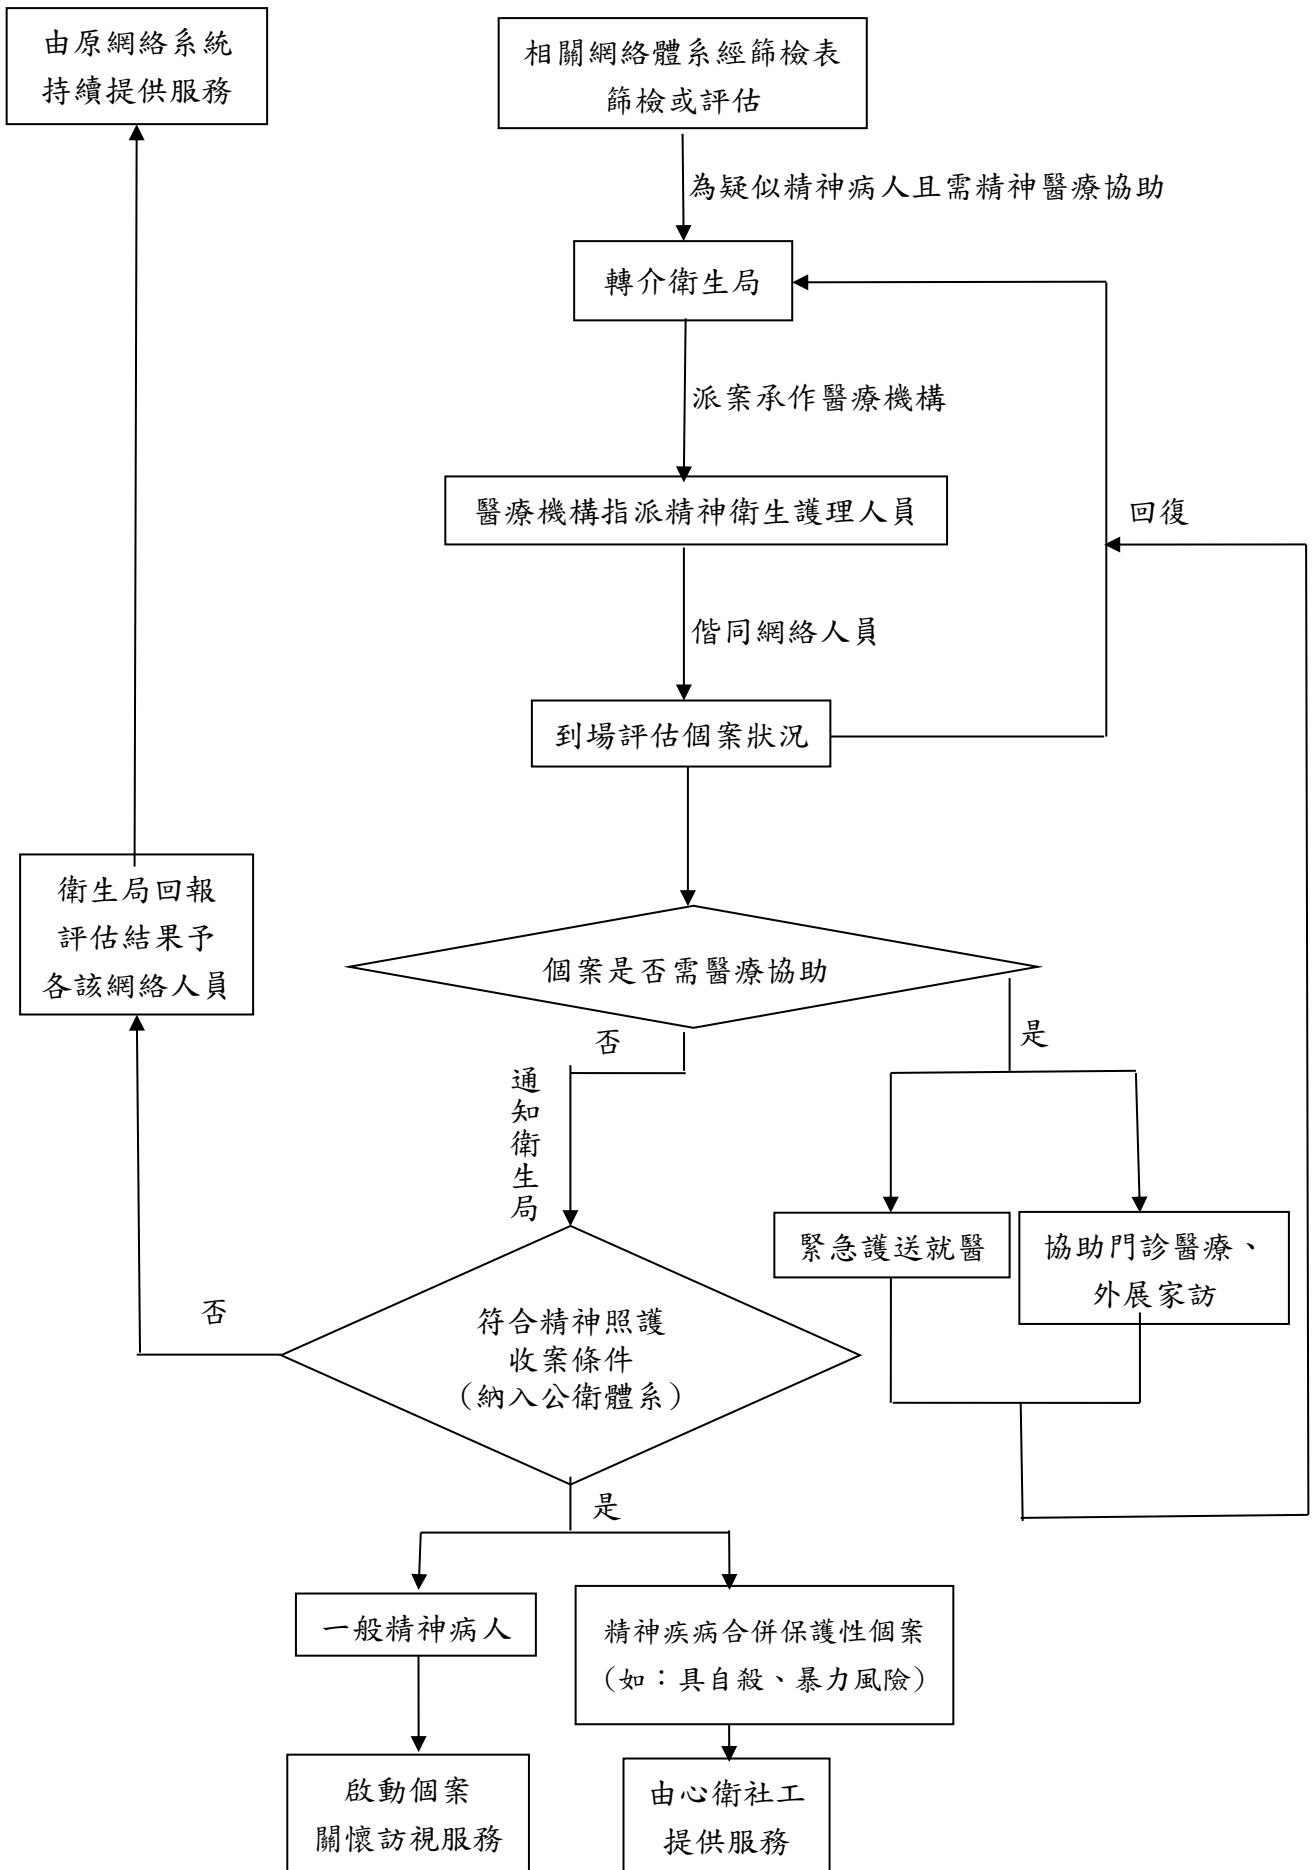 由原網絡系統
持續提供服務
相關網絡體系經篩檢表
篩檢或評估
為疑似精神病人且需精神醫療協助
轉介衛生局
派案承作醫療機構
醫療機構指派精神衛生護理人員
回復
偕同網絡人員
到場評估個案狀況
衛生局回報
評估結果予
各該網絡人員
個案是否需醫療協助
否
是
通知衛生局
緊急護送就醫
協助門診醫療、
外展家訪
否
符合精神照護
收案條件
（納入公衛體系）
是
一般精神病人
精神疾病合併保護性個案
（如：具自殺、暴力風險）
啟動個案
關懷訪視服務
由心衛社工
提供服務